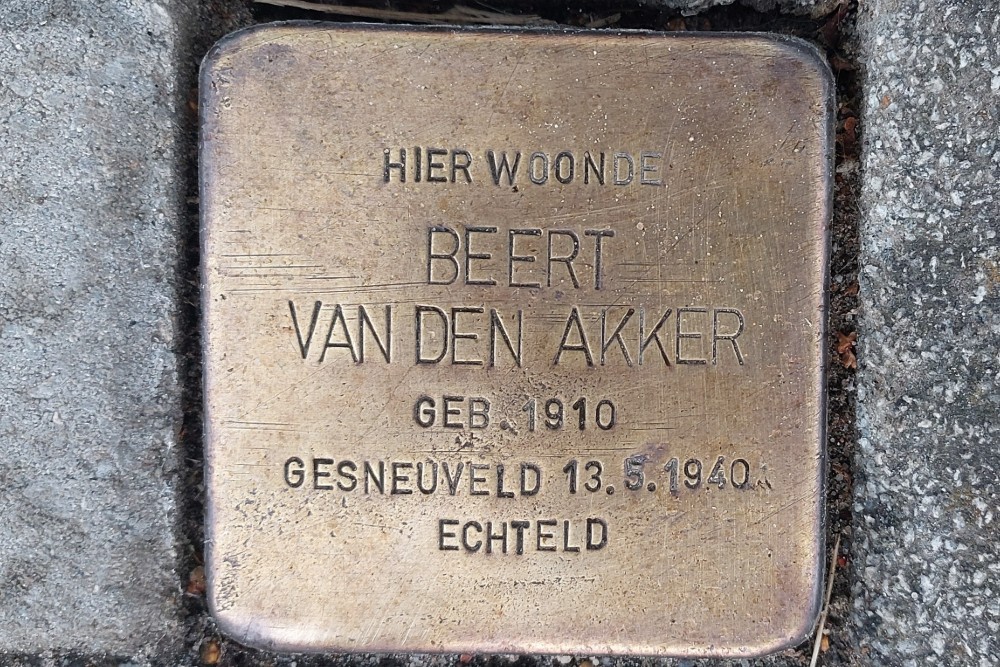 HIER WOONDE
BEERT
VAN DEN AKKER
GEB. 1910
GESNEUVELD 13.5.1940
ECHTELD